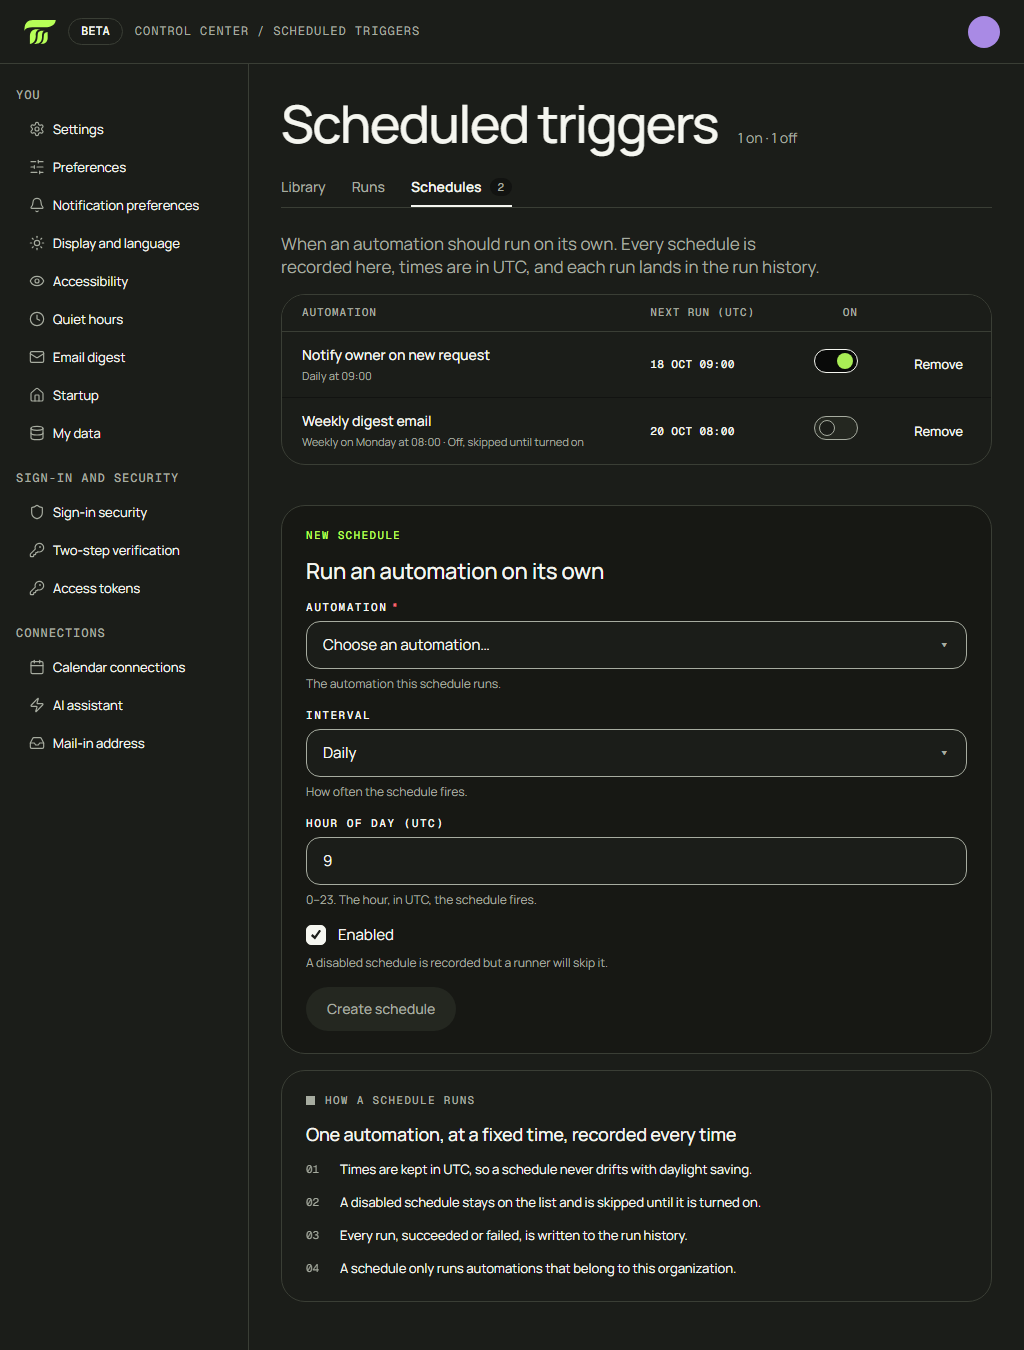 BETA
CONTROL CENTER / SCHEDULED TRIGGERS
YOU
Settings
Preferences
Notification preferences
Display and language
Accessibility
Quiet hours
Email digest
Startup
My data
SIGN-IN AND SECURITY
Sign-in security
Two-step verification
Access tokens
CONNECTIONS
Calendar connections
AI assistant
Mail-in address
Scheduled triggers
1 on · 1 off
Library Runs Schedules 2
When an automation should run on its own. Every schedule is
recorded here, times are in UTC, and each run lands in the run history.
AUTOMATION NEXT RUN (UTC) ON
Notify owner on new request
Daily at 09:00
18 OCT 09:00
Remove
Weekly digest email
Weekly on Monday at 08:00 · Off, skipped until turned on
20 OCT 08:00
Remove
NEW SCHEDULE
Run an automation on its own
AUTOMATION *
Choose an automation...
The automation this schedule runs.
INTERVAL
Daily
How often the schedule fires.
HOUR OF DAY (UTC)
9
0–23. The hour, in UTC, the schedule fires.
Enabled
A disabled schedule is recorded but a runner will skip it.
Create schedule
HOW A SCHEDULE RUNS
One automation, at a fixed time, recorded every time
01 Times are kept in UTC, so a schedule never drifts with daylight saving.
02 A disabled schedule stays on the list and is skipped until it is turned on.
03 Every run, succeeded or failed, is written to the run history.
04 A schedule only runs automations that belong to this organization.